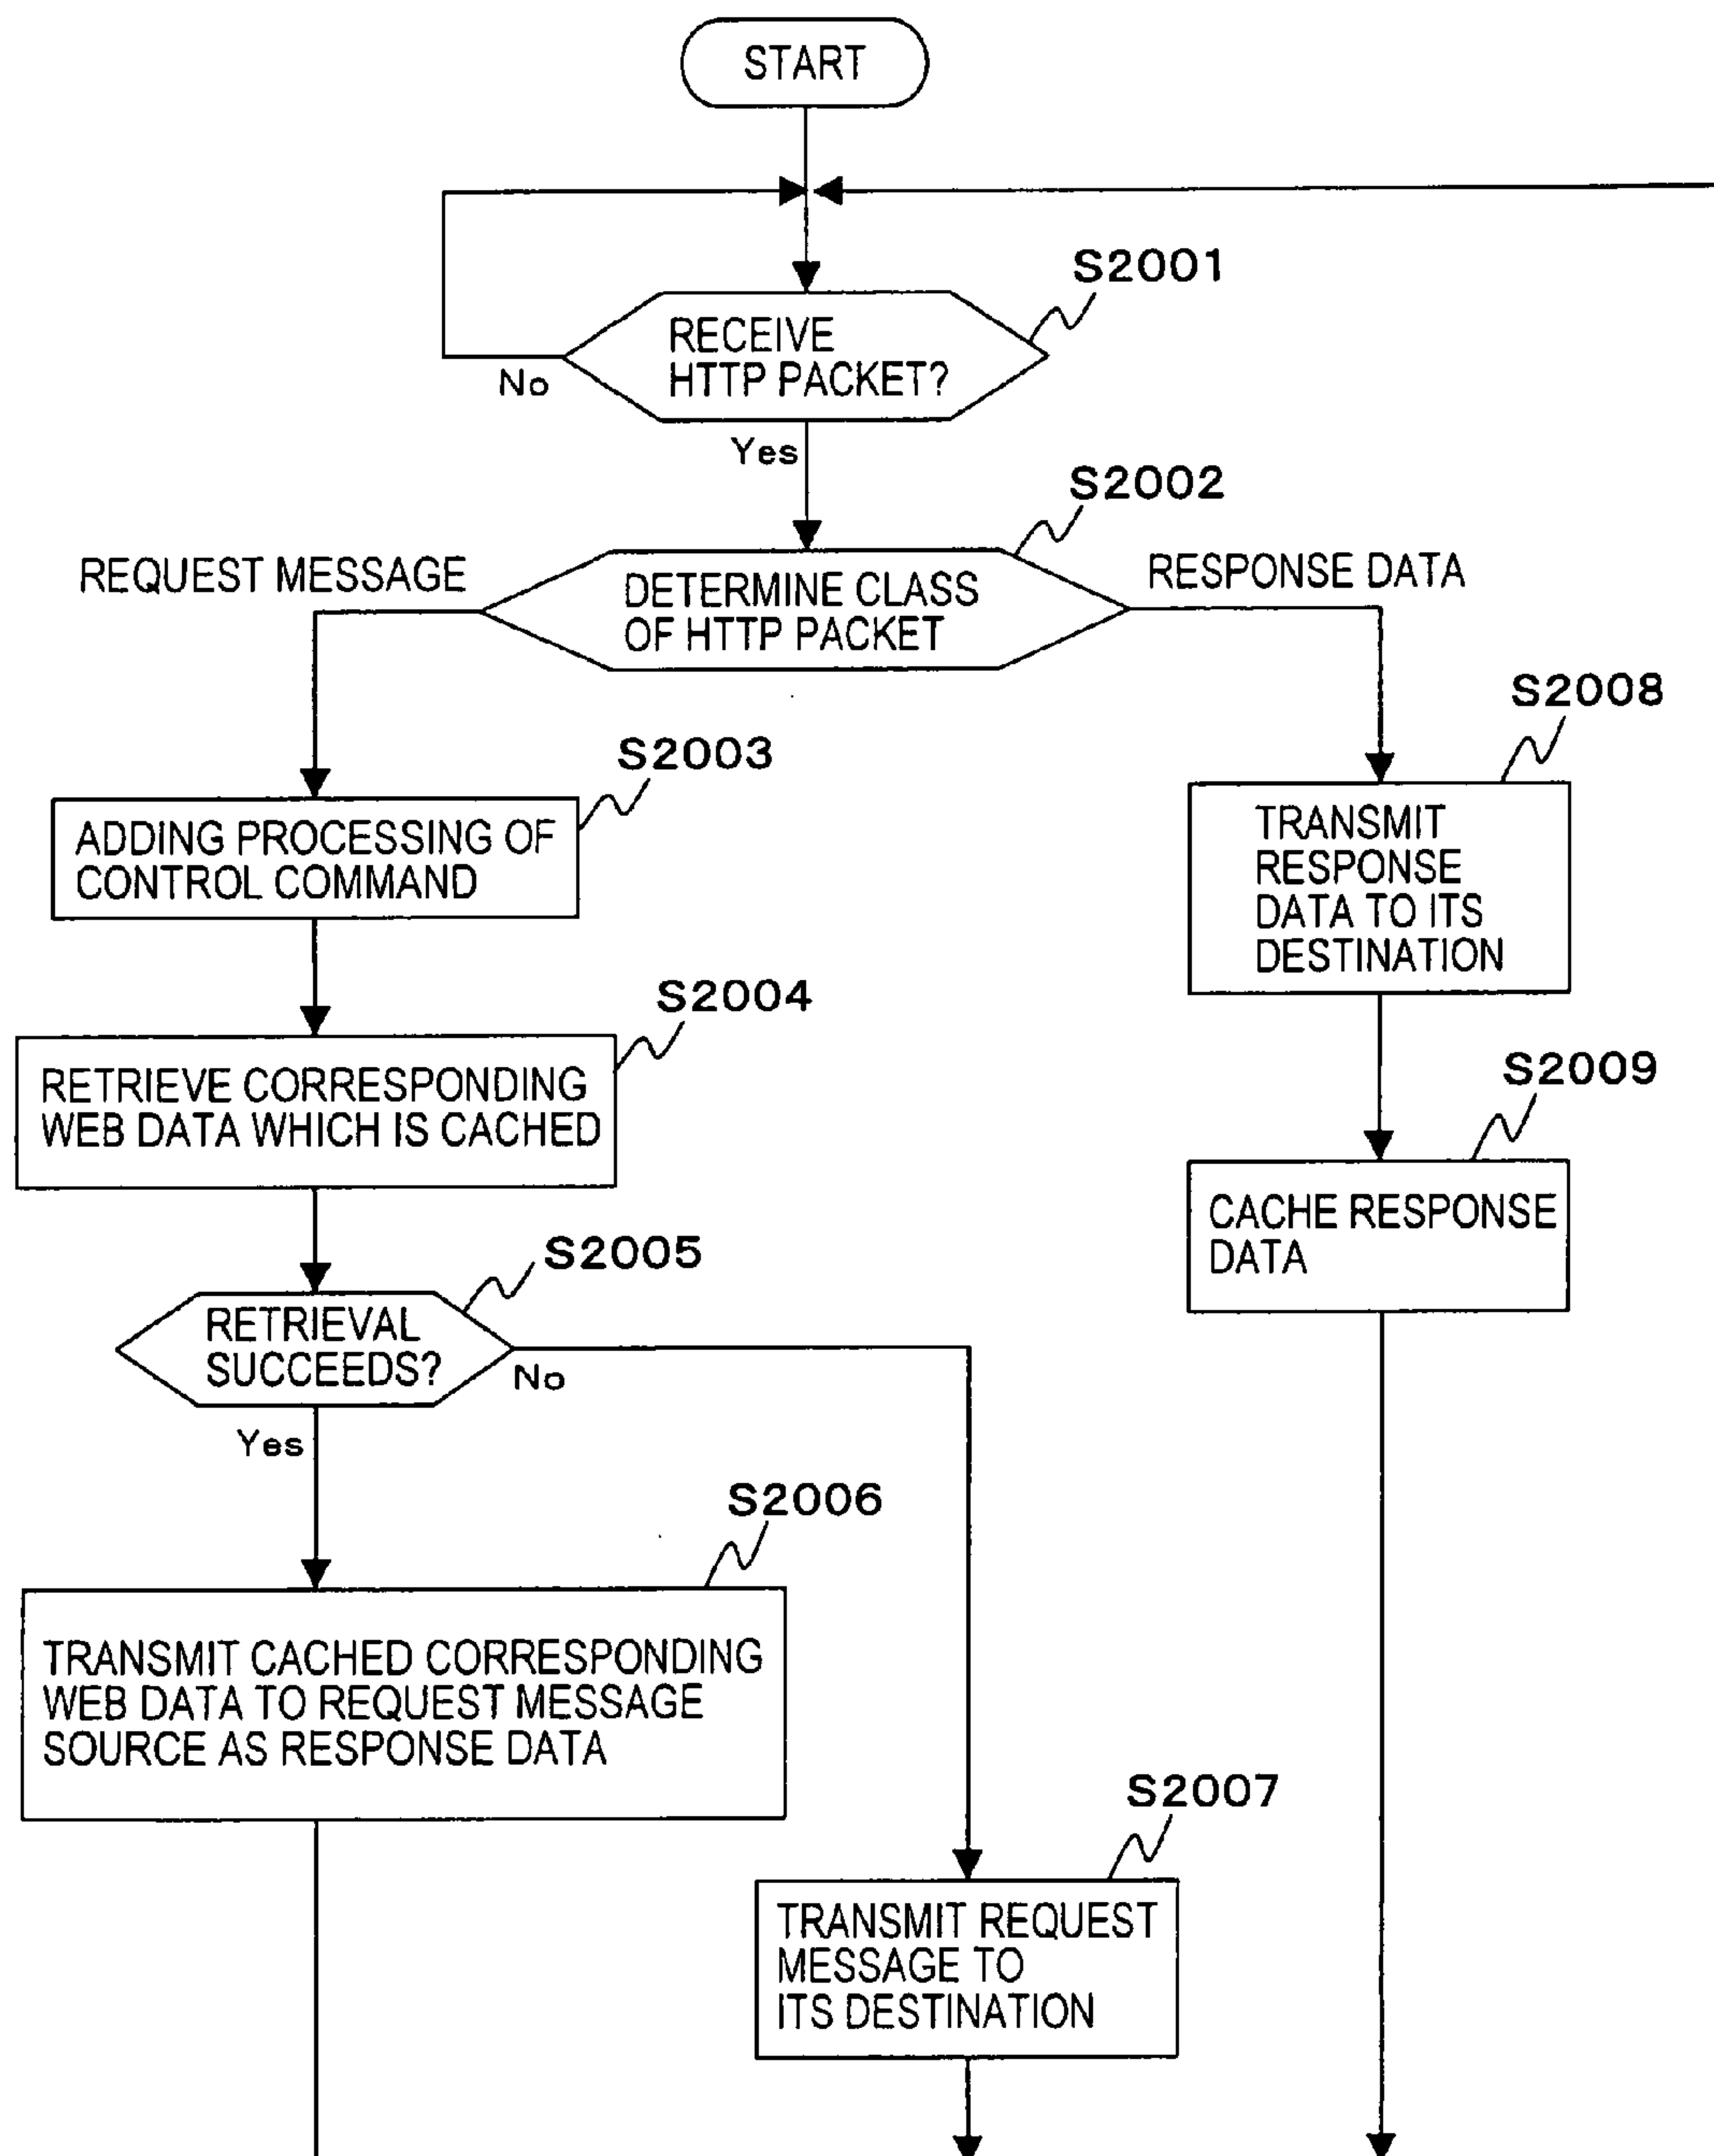 START
S2001
RECEIVE
HTTP PACKET?
No
Yes
S2002
REQUEST MESSAGE
DETERMINE CLASS
OF HTTP PACKET
RESPONSE DATA
S2003
ADDING PROCESSING OF
CONTROL COMMAND
S2008
TRANSMIT
RESPONSE
DATA TO ITS
DESTINATION
S2004
RETRIEVE CORRESPONDING
WEB DATA WHICH IS CACHED
S2009
CACHE RESPONSE
DATA
S2005
RETRIEVAL
SUCCEEDS?
No
Yes
S2006
TRANSMIT CACHED CORRESPONDING
WEB DATA TO REQUEST MESSAGE
SOURCE AS RESPONSE DATA
S2007
TRANSMIT REQUEST
MESSAGE TO
ITS DESTINATION